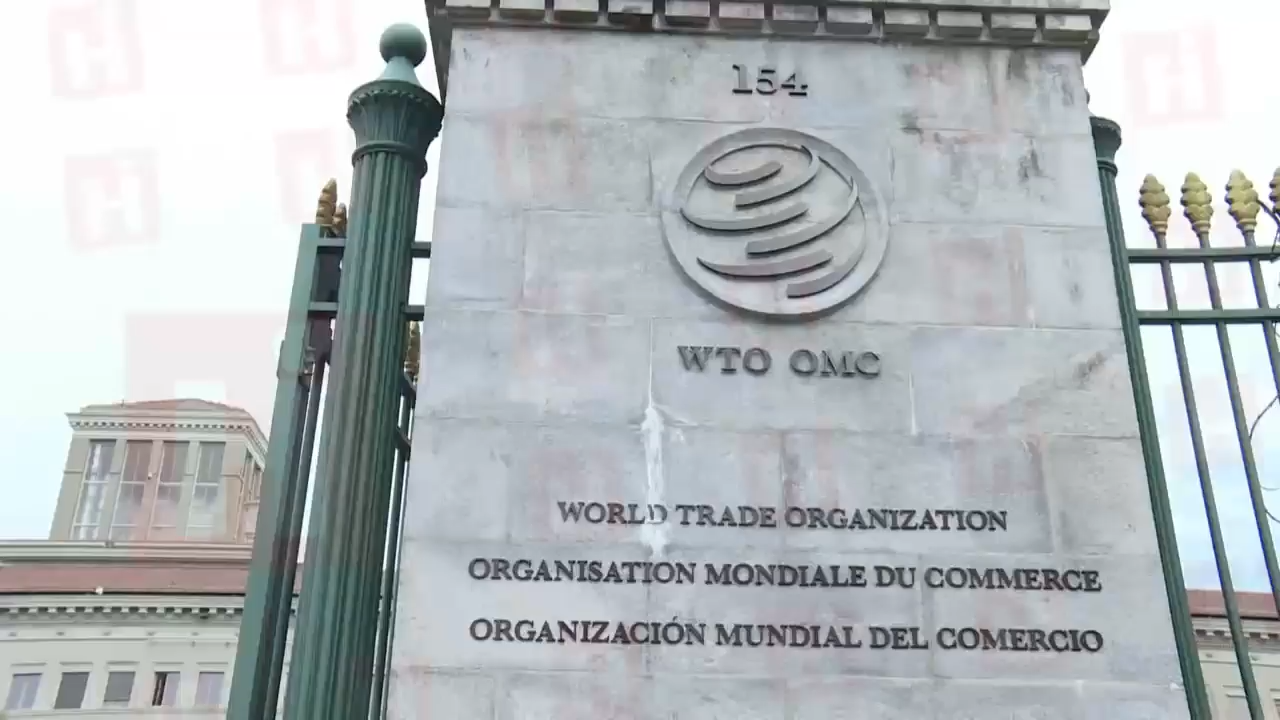 154
WTO OMC
WORLD TRADE ORGANIZATION
ORGANISATION MONDIALE DU COMMERCE
ORGANIZACIÓN MUNDIAL DEL COMERCIO